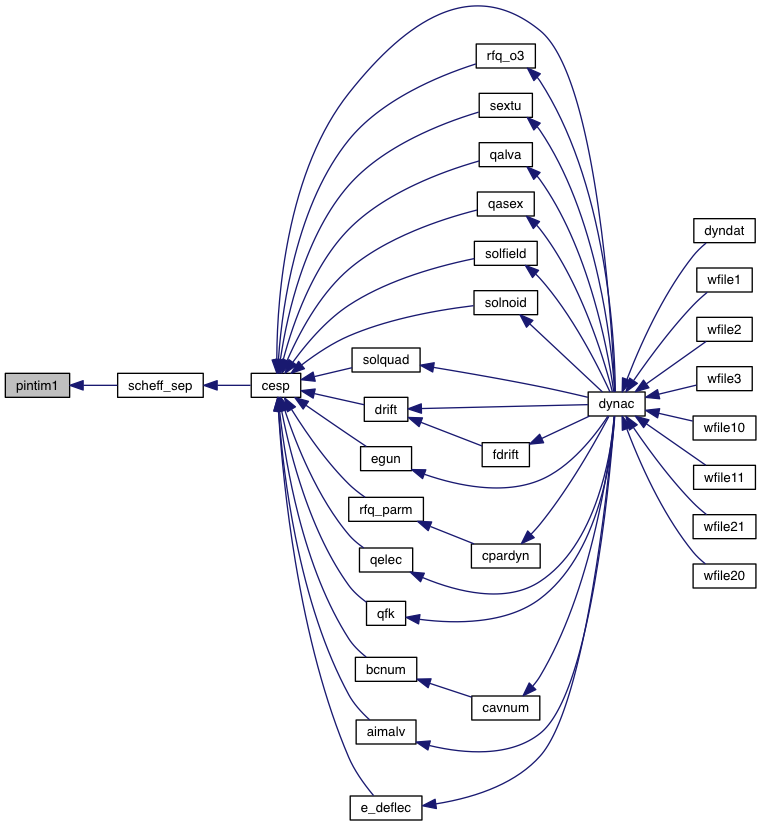 rfq_o3
sextu
qalva
qasex
dyndat
solfield
wfile1
solnoid
wfile2
solquad
wfile3
pintim1
scheff_sep
cesp
dynac
drift
wfile10
fdrift
egun
wfile11
rfq_parm
wfile21
cpardyn
qelec
wfile20
qfk
bcnum
cavnum
aimalv
e_deflec